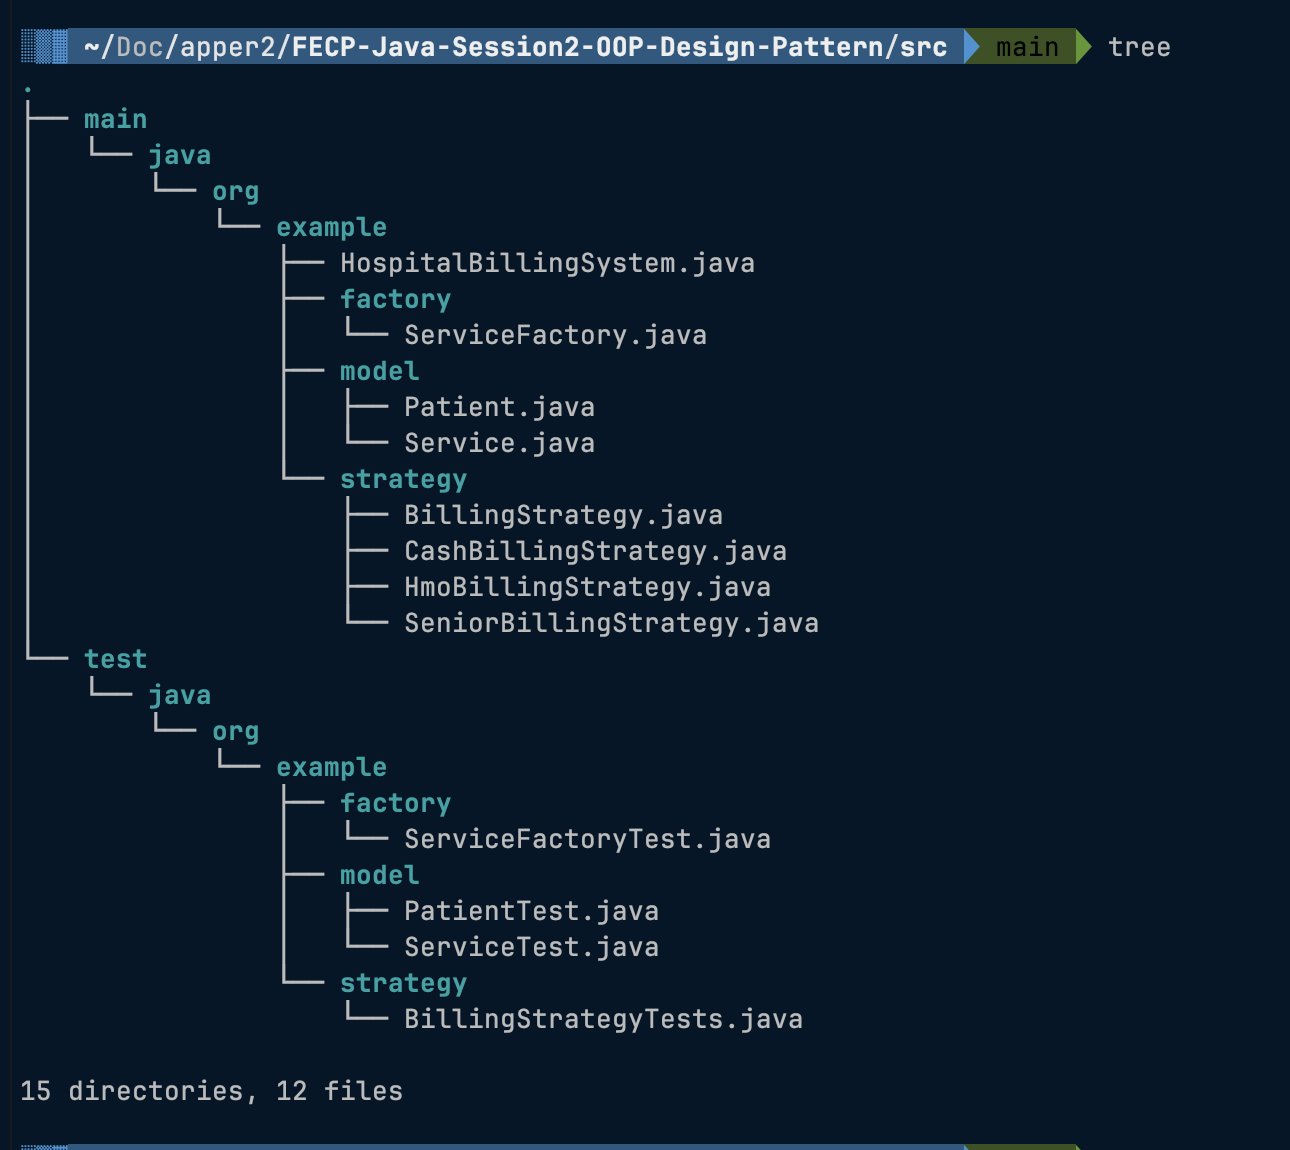 ~/Doc/apper2/FECP-Java-Session2-OOP-Design-Pattern/src main tree
.
├── main
│   └── java
│       └── org
│           └── example
│               ├── HospitalBillingSystem.java
│               ├── factory
│               │   └── ServiceFactory.java
│               ├── model
│               │   ├── Patient.java
│               │   └── Service.java
│               └── strategy
│                   ├── BillingStrategy.java
│                   ├── CashBillingStrategy.java
│                   ├── HmoBillingStrategy.java
│                   └── SeniorBillingStrategy.java
└── test
    └── java
        └── org
            └── example
                ├── factory
                │   └── ServiceFactoryTest.java
                ├── model
                │   ├── PatientTest.java
                │   └── ServiceTest.java
                └── strategy
                    └── BillingStrategyTests.java
15 directories, 12 files